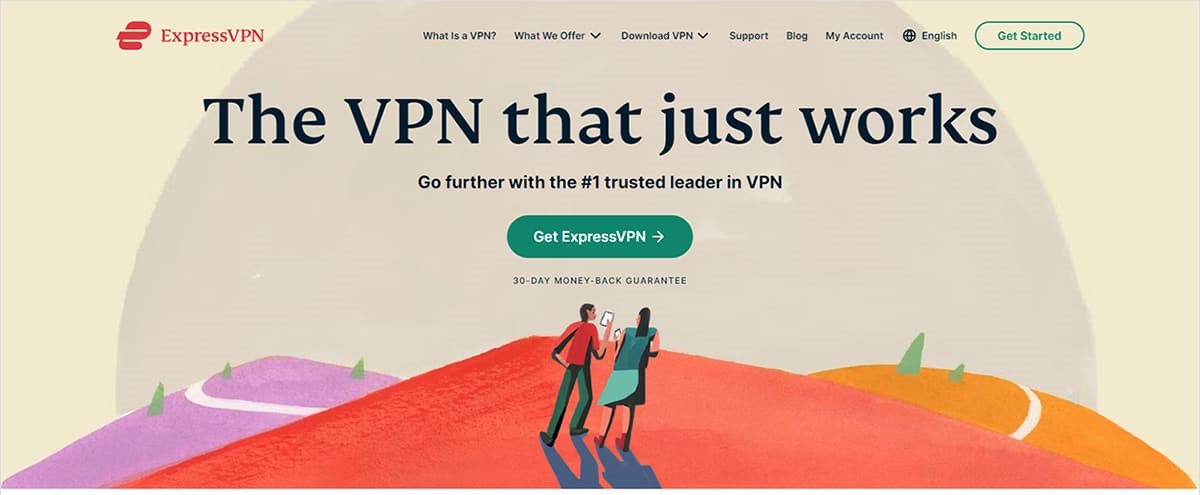 ExpressVPN
What Is a VPN? What We Offer Download VPN Support Blog My Account English Get Started
The VPN that just works
Go further with the #1 trusted leader in VPN
Get ExpressVPN →
30-DAY MONEY-BACK GUARANTEE